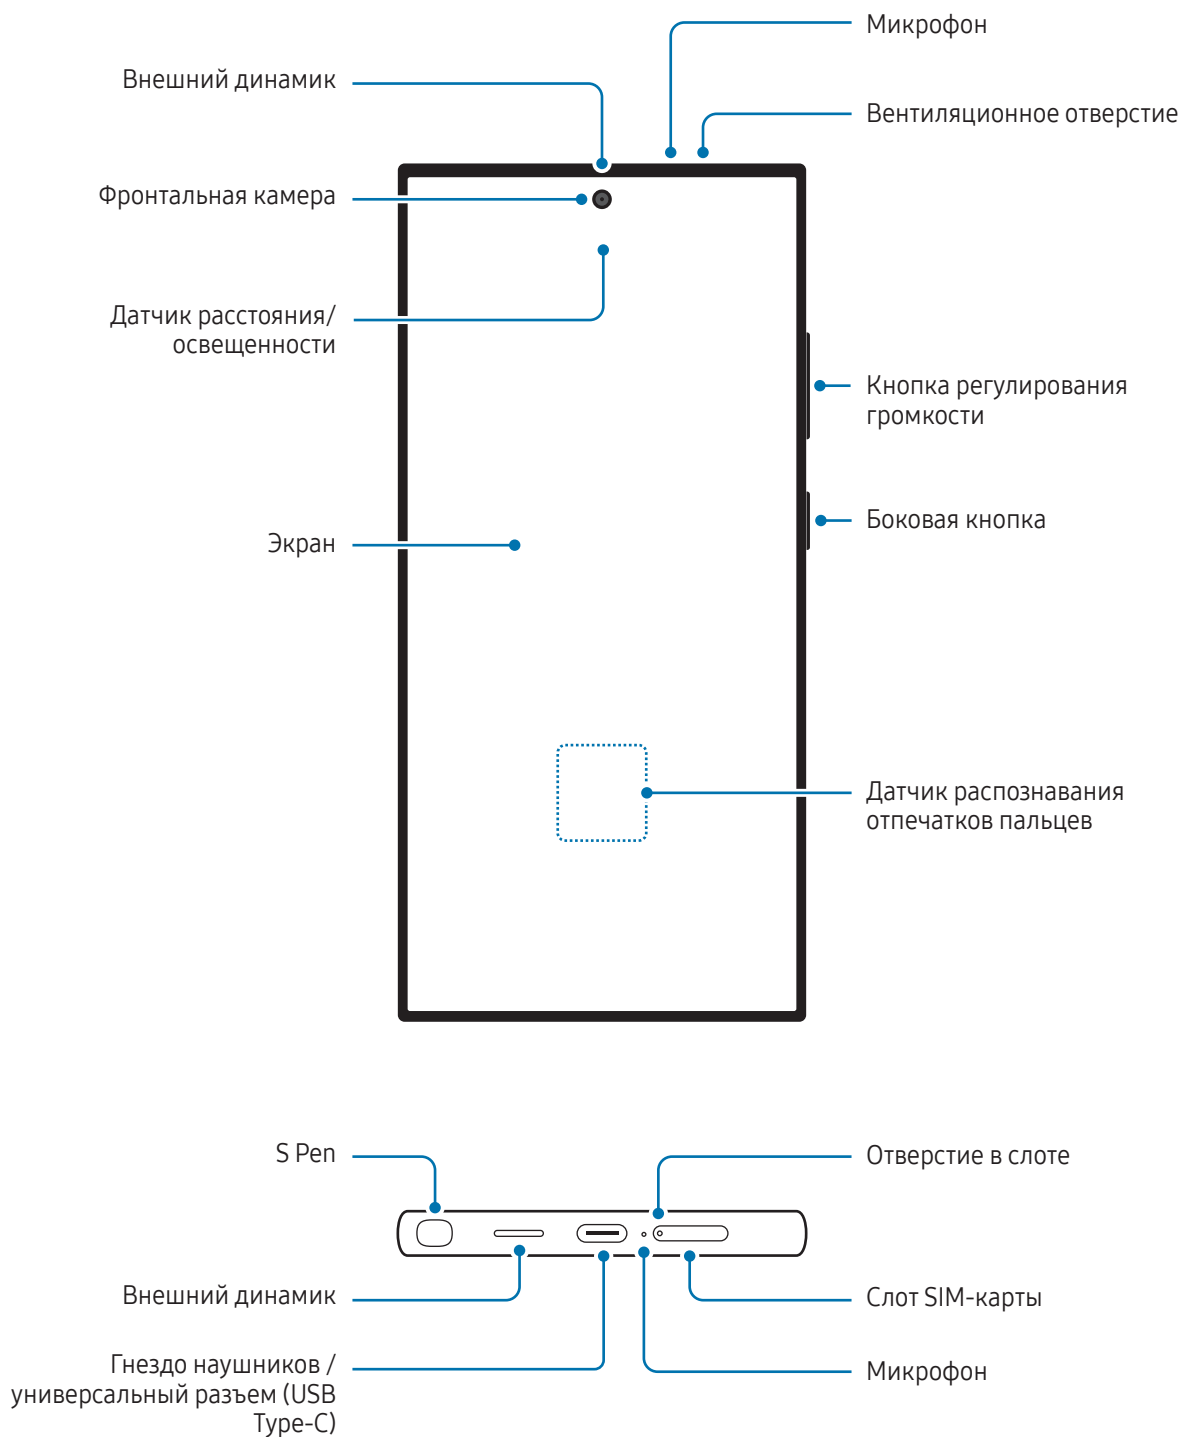 Микрофон
Внешний динамик
Вентиляционное отверстие
Фронтальная камера
Датчик расстояния/
освещенности
Кнопка регулирования
громкости
Боковая кнопка
Экран
Датчик распознавания
отпечатков пальцев
S Pen
Отверстие в слоте
Внешний динамик
Слот SIM-карты
Гнездо наушников /
универсальный разъем (USB
Type-C)
Микрофон